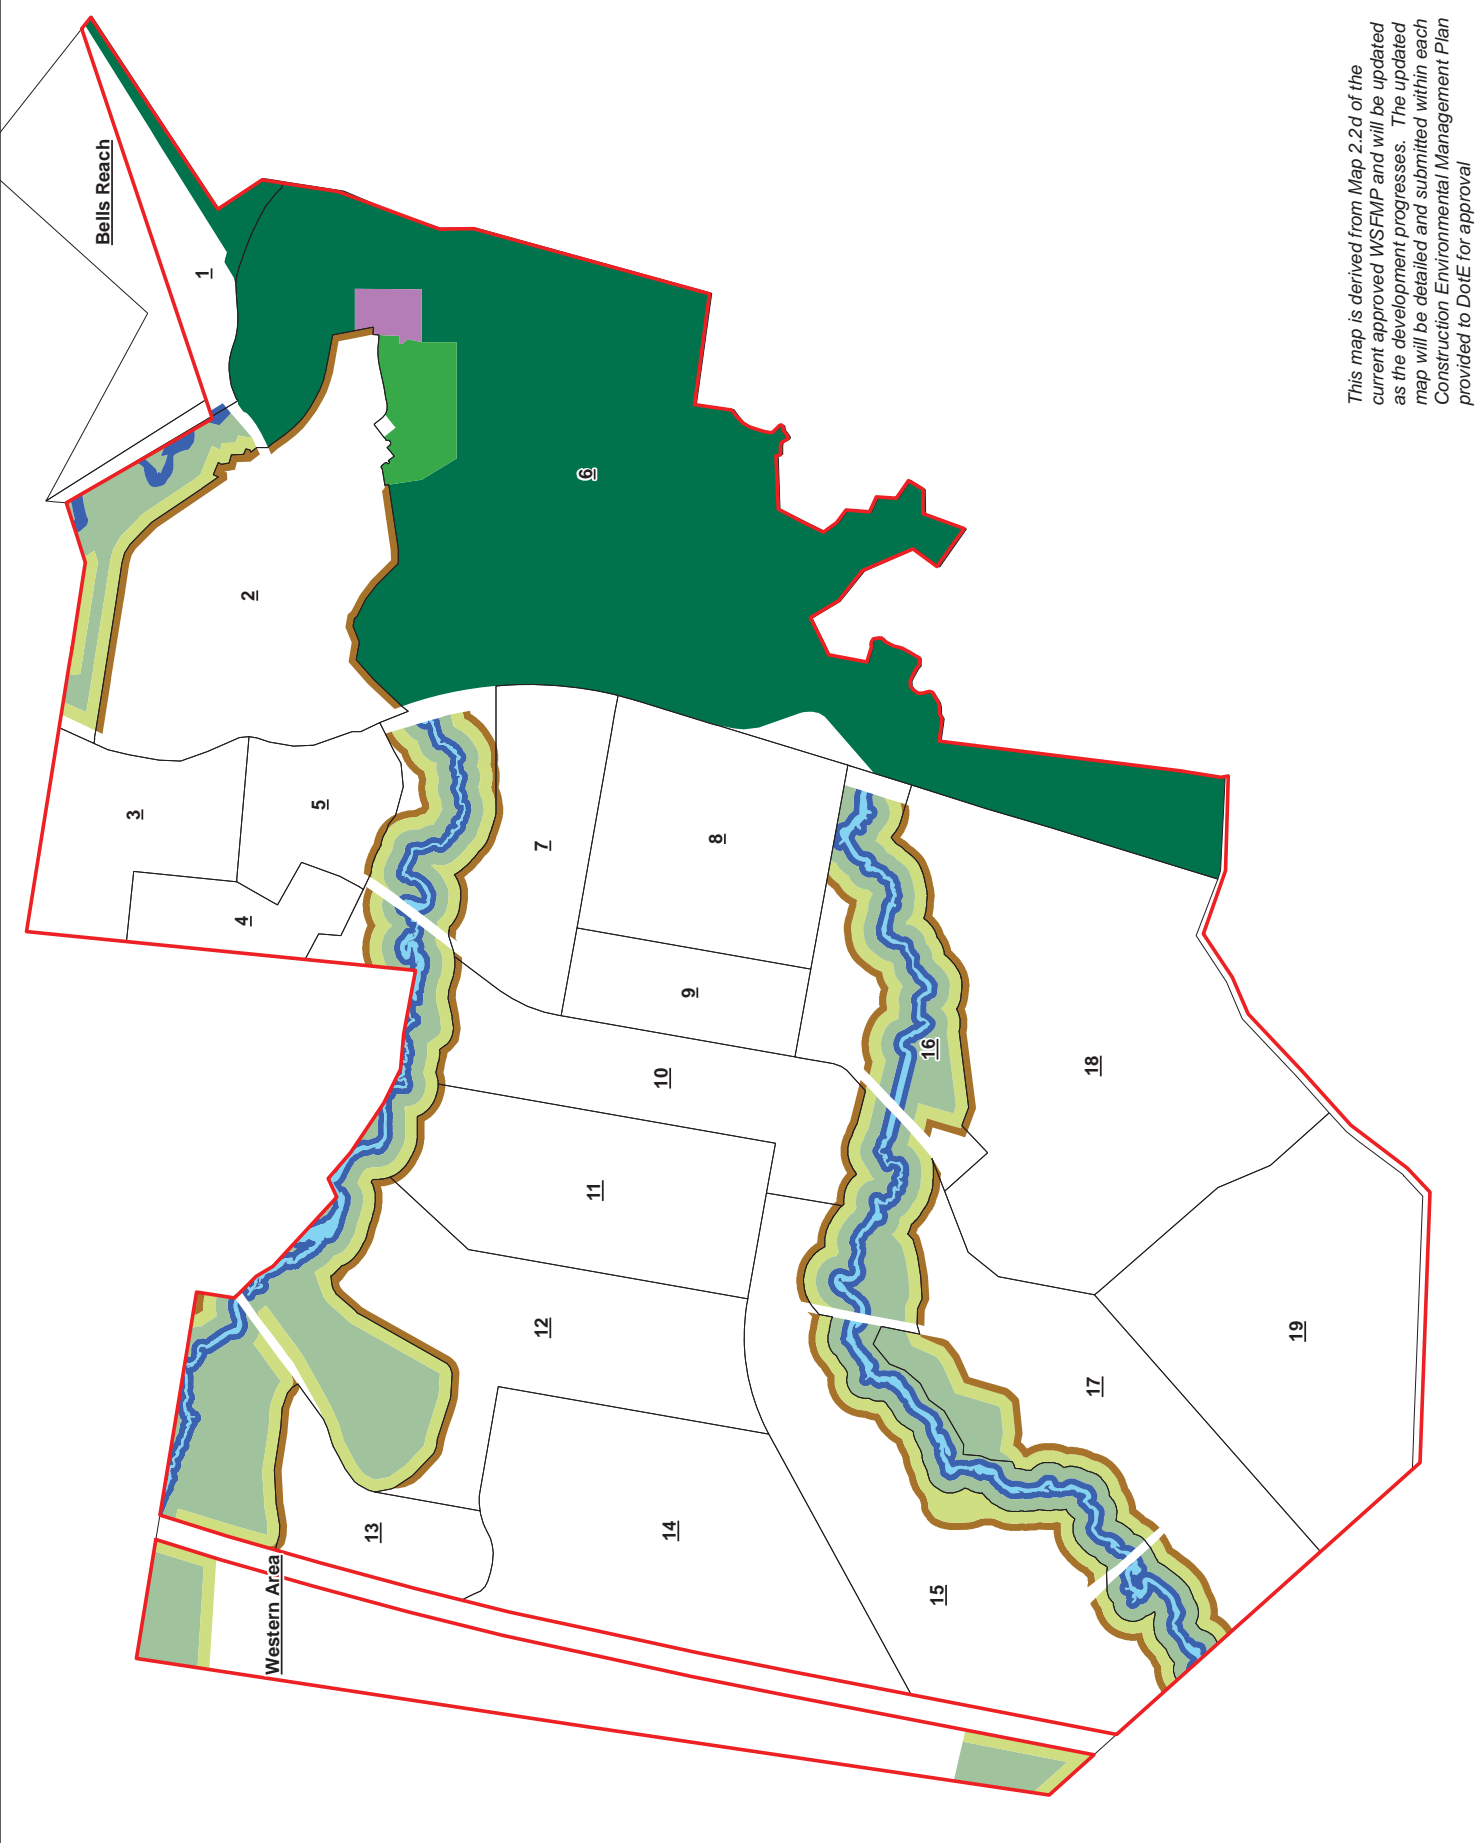 This map is derived from Map 2.2d of the
current approved WSFMP and will be updated
as the development progresses. The updated
map will be detailed and submitted within each
Construction Environmental Management Plan
provided to DotE for approval
Bells Reach
1
2
3
4
5
6
7
8
9
10
11
12
13
14
15
16
17
18
19
Western Area